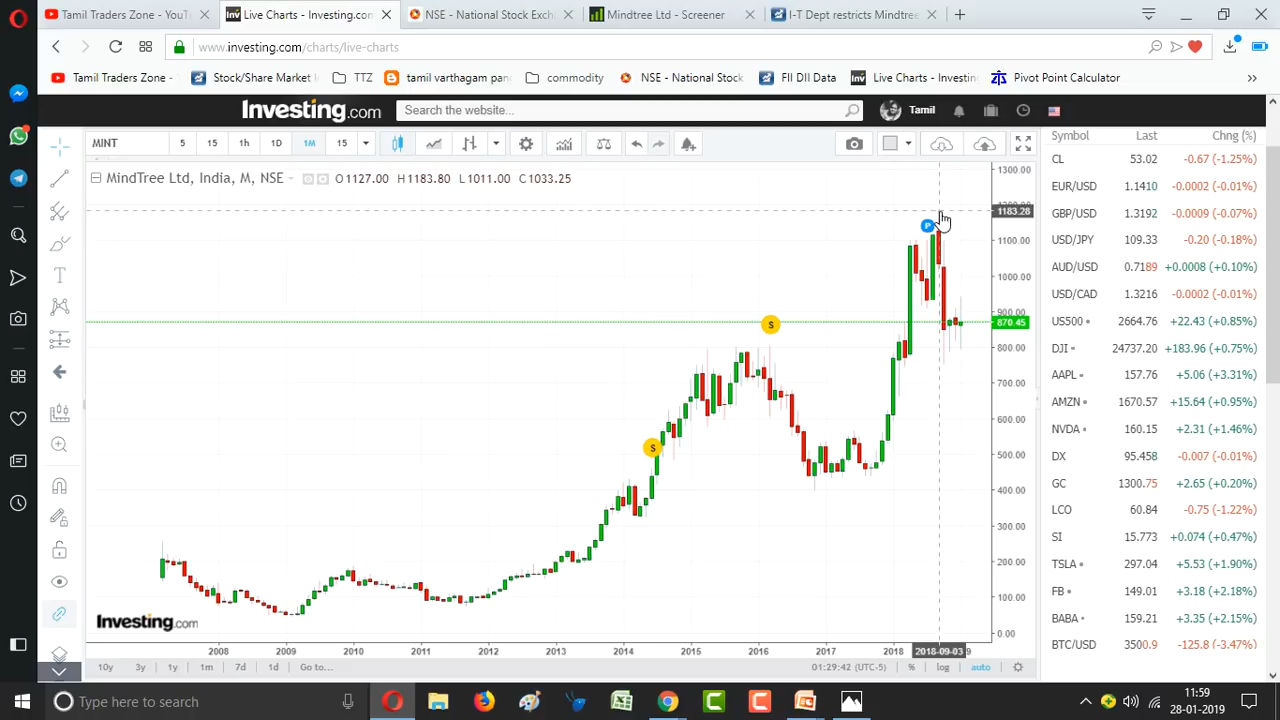 Tamil Traders Zone - YouT
Live Charts - Investing.com
NSE - National Stock Exch
Mindtree Ltd - Screener
I-T Dept restricts Mindtree
www.investing.com/charts/live-charts
Tamil Traders Zone -
Stock/Share Market I
TTZ
tamil varthagam pan
commodity
NSE - National Stock
FII DII Data
Live Charts - Investin
Pivot Point Calculator
Investing.com
Search the website...
Tamil
MINT
5
15
1h
1D
1M
15
MindTree Ltd, India, M, NSE
O1127.00 H1183.80 L1011.00 C1033.25
1300.00
1183.28
1100.00
1000.00
900.00
870.45
800.00
700.00
600.00
500.00
400.00
300.00
200.00
100.00
0.00
P
S
S
Investing.com
2008 2009 2010 2011 2012 2013 2014 2015 2016 2017 2018 2018-09-03 9
10y 3y 1y 1m 7d 1d Go to...
01:29:42 (UTC-5) % log auto
Symbol Last Chng (%)
CL 53.02 -0.67 (-1.25%)
EUR/USD 1.1410 -0.0002 (-0.01%)
GBP/USD 1.3192 -0.0009 (-0.07%)
USD/JPY 109.33 -0.20 (-0.18%)
AUD/USD 0.7189 +0.0008 (+0.10%)
USD/CAD 1.3216 -0.0002 (-0.01%)
US500 2664.76 +22.43 (+0.85%)
DJI 24737.20 +183.96 (+0.75%)
AAPL 157.76 +5.06 (+3.31%)
AMZN 1670.57 +15.64 (+0.95%)
NVDA 160.15 +2.31 (+1.46%)
DX 95.458 -0.007 (-0.01%)
GC 1300.75 +2.65 (+0.20%)
LCO 60.84 -0.75 (-1.22%)
SI 15.773 +0.074 (+0.47%)
TSLA 297.04 +5.53 (+1.90%)
FB 149.01 +3.18 (+2.18%)
BABA 159.21 +3.35 (+2.15%)
BTC/USD 3500.9 -125.8 (-3.47%)
Type here to search
11:59
28-01-2019